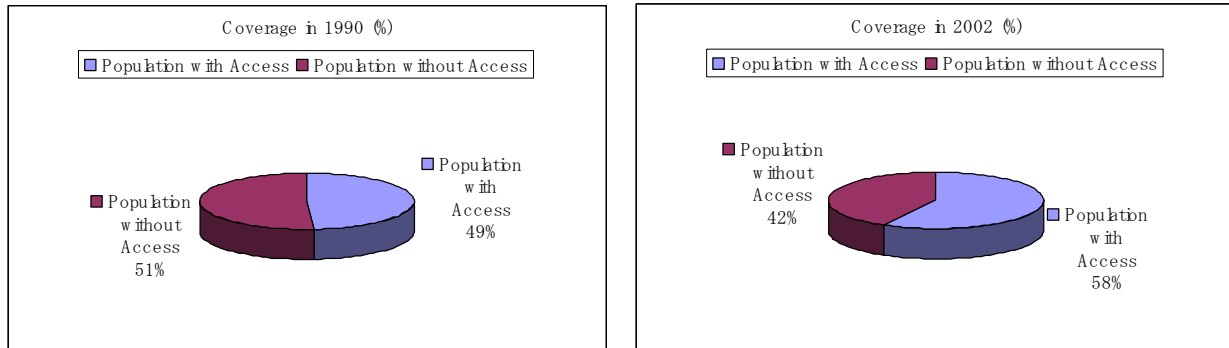 Coverage in 1990 (%)
Population with Access Population without Access
Population
with
Access
49%
Population
without
Access
51%
Coverage in 2002 (%)
Population with Access Population without Access
Population
without
Access
42%
Population
with
Access
58%